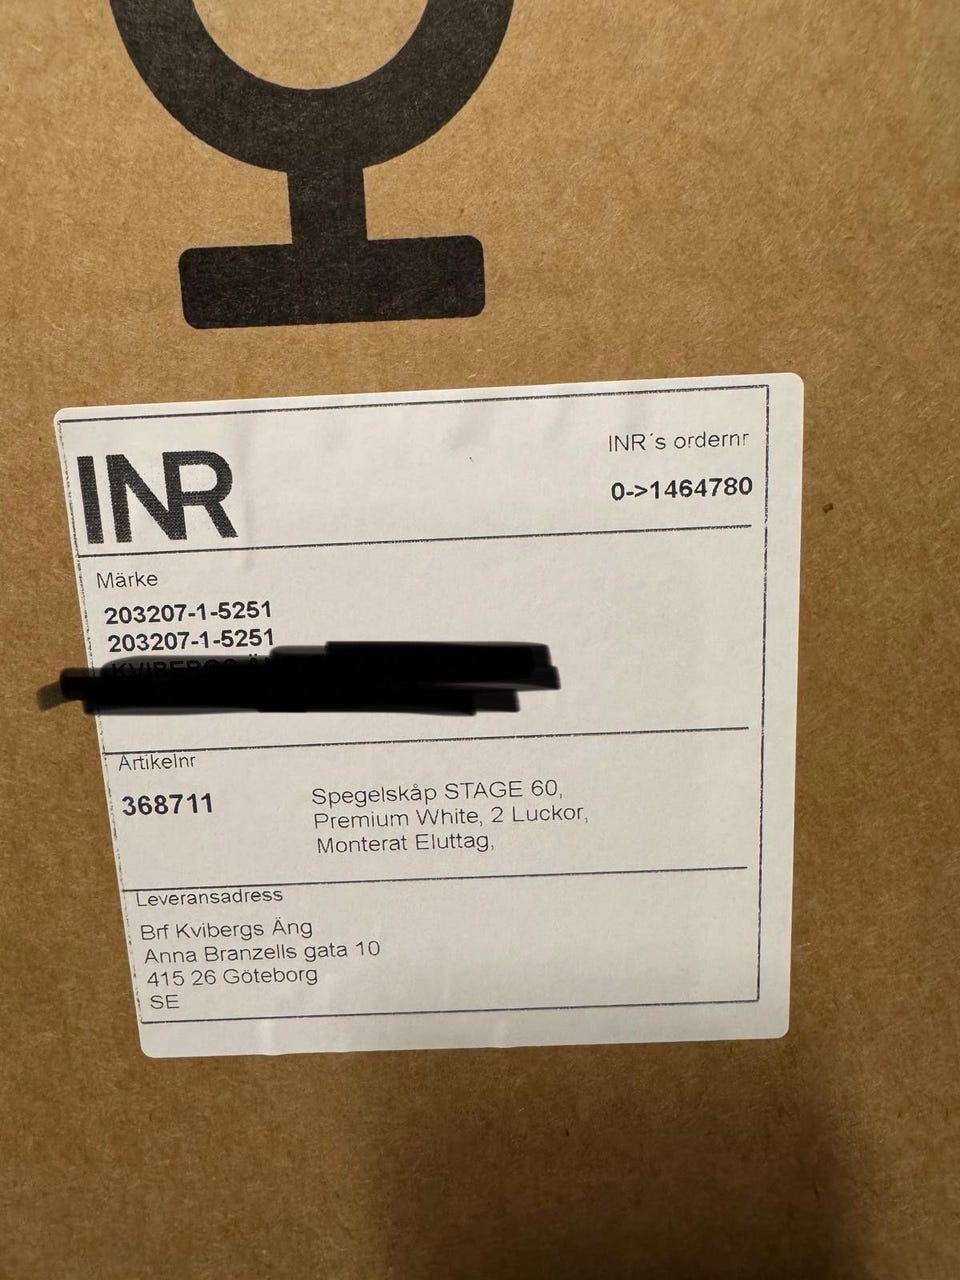 INR
INR´s ordernr
0->1464780
Märke
203207-1-5251
203207-1-5251
Artikelnr
368711
Spegelskåp STAGE 60,
Premium White, 2 Luckor,
Monterat Eluttag,
Leveransadress
Brf Kvibergs Äng
Anna Branzells gata 10
415 26 Göteborg
SE